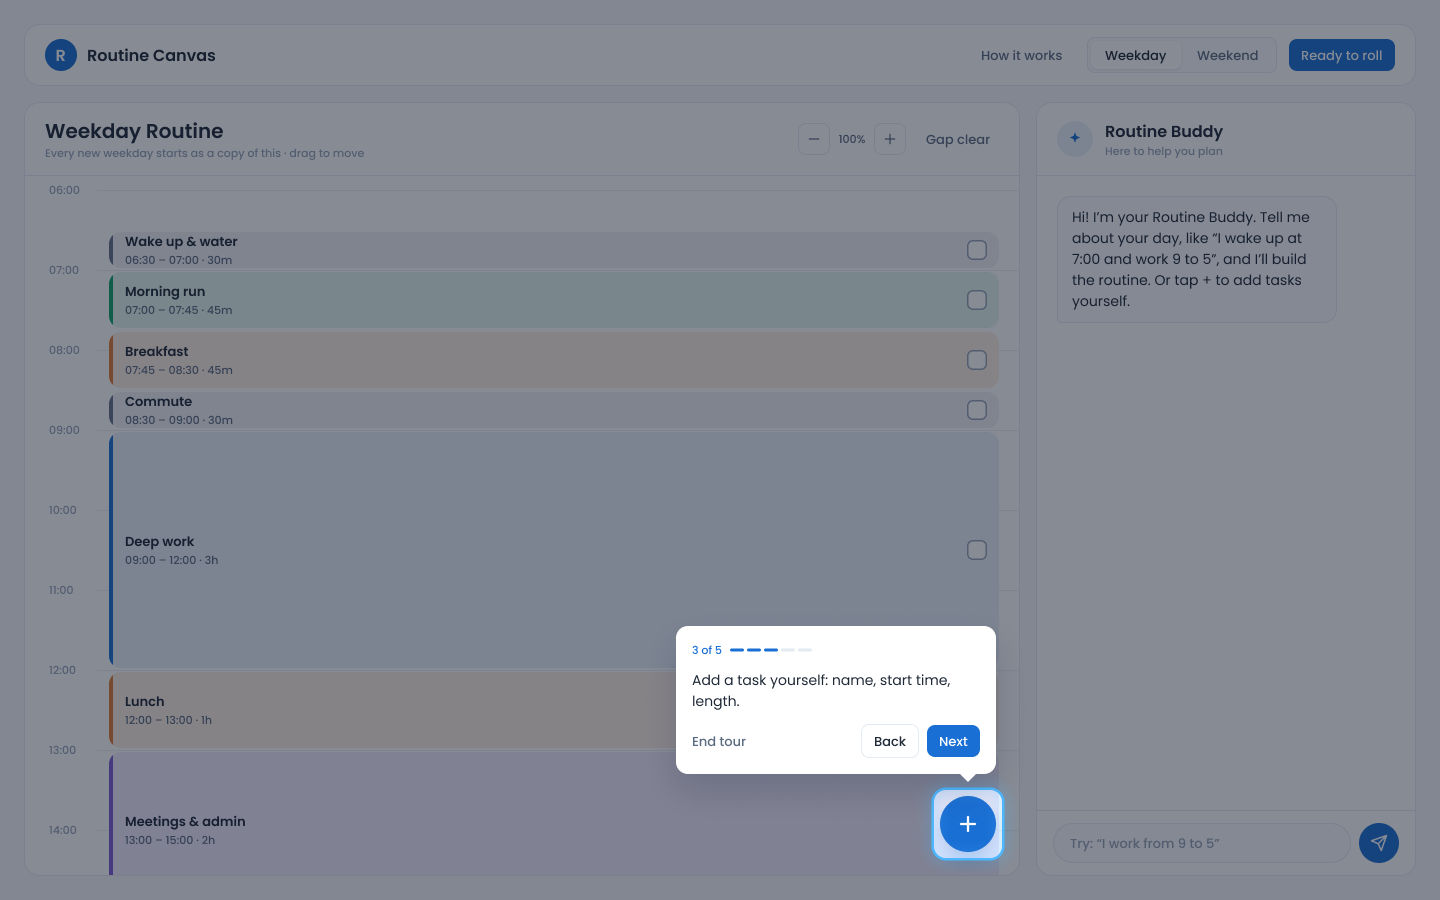 R Routine Canvas
How it works
Weekday
Weekend
Ready to roll
Weekday Routine
Every new weekday starts as a copy of this · drag to move
100%
Gap clear
06:00
Wake up & water
06:30 – 07:00 · 30m
07:00
Morning run
07:00 – 07:45 · 45m
08:00
Breakfast
07:45 – 08:30 · 45m
Commute
08:30 – 09:00 · 30m
09:00
10:00
Deep work
09:00 – 12:00 · 3h
11:00
12:00
Lunch
12:00 – 13:00 · 1h
13:00
Meetings & admin
13:00 – 15:00 · 2h
14:00
3 of 5
Add a task yourself: name, start time,
length.
End tour
Back
Next
Routine Buddy
Here to help you plan
Hi! I’m your Routine Buddy. Tell me
about your day, like “I wake up at
7:00 and work 9 to 5”, and I’ll build
the routine. Or tap + to add tasks
yourself.
Try: “I work from 9 to 5”